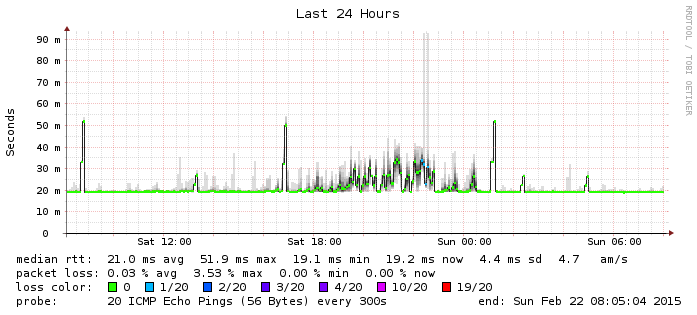 Last 24 Hours
RRDTOOL / TOBI OETIKER
Seconds
90 m
80 m
70 m
60 m
50 m
40 m
30 m
20 m
10 m
0
Sat 12:00 Sat 18:00 Sun 00:00 Sun 06:00
median rtt: 21.0 ms avg 51.9 ms max 19.1 ms min 19.2 ms now 4.4 ms sd 4.7 am/s
packet loss: 0.03 % avg 3.53 % max 0.00 % min 0.00 % now
loss color: 0 1/20 2/20 3/20 4/20 10/20 19/20
probe: 20 ICMP Echo Pings (56 Bytes) every 300s end: Sun Feb 22 08:05:04 2015